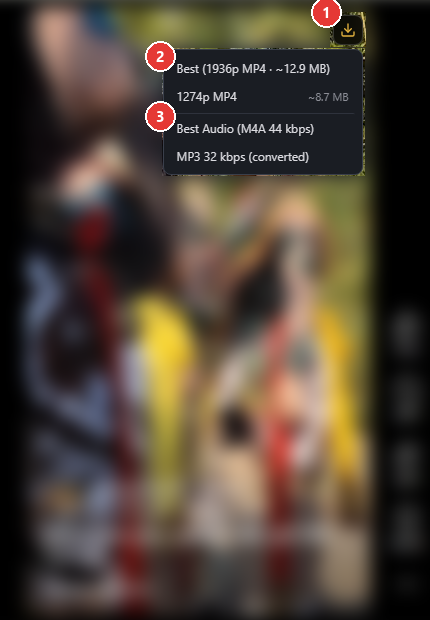 1
2
Best (1936p MP4 · ~12.9 MB)
1274p MP4 ~8.7 MB
3
Best Audio (M4A 44 kbps)
MP3 32 kbps (converted)